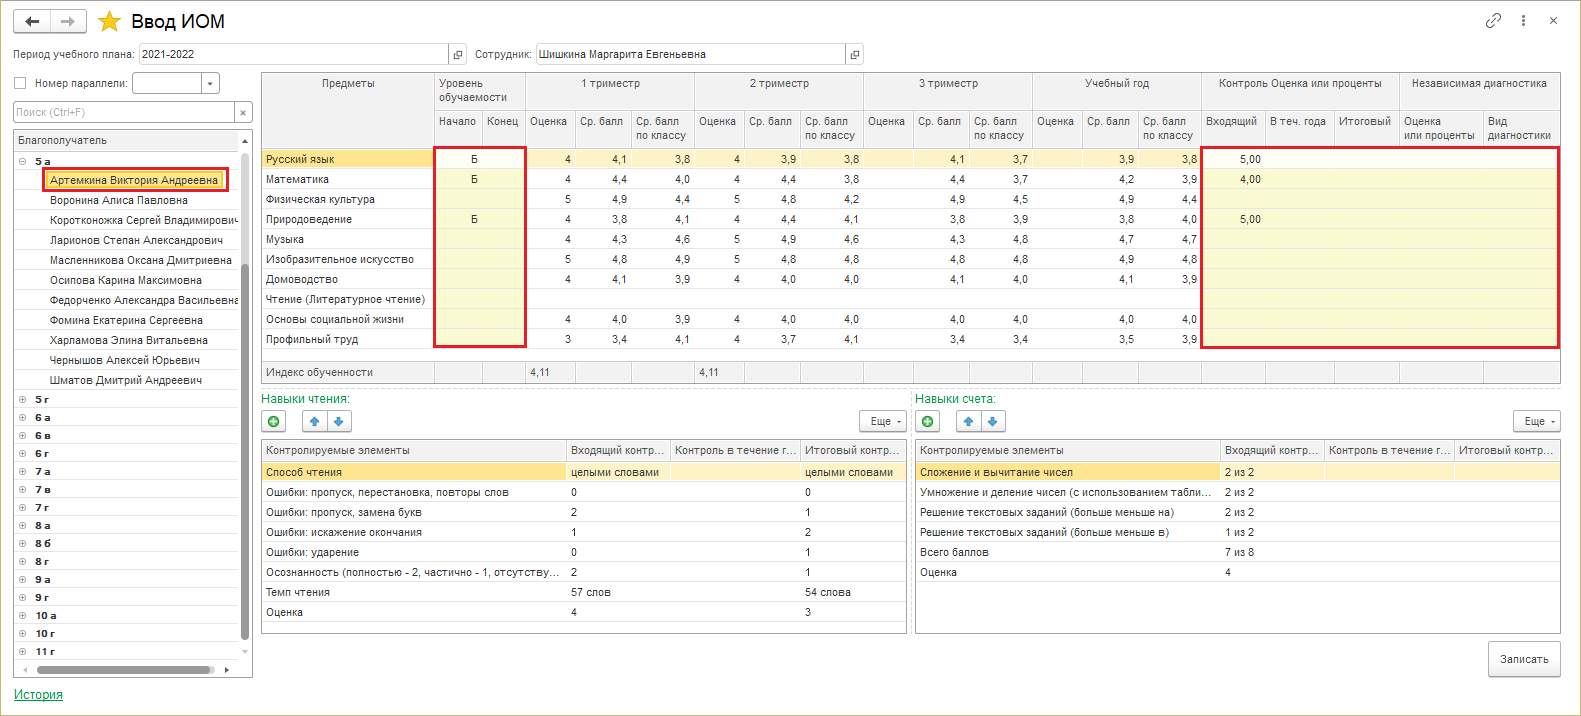 Ввод ИОМ
Период учебного плана: 2021-2022 Сотрудник: Шишкина Маргарита Евгеньевна
Номер параллели:
Поиск (Ctrl+F)
Благополучатель
5 а
Артемкина Виктория Андреевна
Воронина Алиса Павловна
Коротконожка Сергей Владимирович
Ларионов Степан Александрович
Масленникова Оксана Дмитриевна
Осипова Карина Максимовна
Федорченко Александра Васильевна
Фомина Екатерина Сергеевна
Харламова Элина Витальевна
Чернышов Алексей Юрьевич
Шматов Дмитрий Андреевич
5 г
6 а
6 в
6 г
7 а
7 в
7 г
8 а
8 б
8 г
9 а
9 г
10 а
10 г
11 г
История
Предметы Уровень обучаемости 1 триместр 2 триместр 3 триместр Учебный год Контроль Оценка или проценты Независимая диагностика
Начало Конец Оценка Ср. балл Ср. балл по классу Оценка Ср. балл Ср. балл по классу Оценка Ср. балл Ср. балл по классу Оценка Ср. балл Ср. балл по классу Входящий В теч. года Итоговый Оценка или проценты Вид диагностики
Русский язык Б 4 4,1 3,8 4 3,9 3,8 4,1 3,7 3,9 3,8 5,00
Математика Б 4 4,4 4,0 4 4,4 3,8 4,4 3,7 4,2 3,9 4,00
Физическая культура 5 4,9 4,4 5 4,8 4,2 4,9 4,5 4,9 4,4
Природоведение Б 4 3,8 4,1 4 4,4 4,1 3,8 3,9 3,8 4,0 5,00
Музыка 4 4,3 4,6 5 4,9 4,6 4,3 4,8 4,7 4,7
Изобразительное искусство 5 4,8 4,9 5 4,8 4,8 4,8 4,8 4,9 4,8
Домоводство 4 4,1 3,9 4 4,0 4,0 4,1 4,0 4,1 3,9
Чтение (Литературное чтение)
Основы социальной жизни 4 4,0 3,9 4 4,0 4,0 4,0 4,0 4,0 4,0
Профильный труд 3 3,4 4,1 4 3,7 4,1 3,4 3,4 3,5 3,9
Индекс обученности 4,11 4,11
Навыки чтения:
Еще
Контролируемые элементы Входящий контр... Контроль в течение г... Итоговый контр...
Способ чтения целыми словами целыми словами
Ошибки: пропуск, перестановка, повторы слов 0 0
Ошибки: пропуск, замена букв 2 1
Ошибки: искажение окончания 1 2
Ошибки: ударение 0 1
Осознанность (полностью - 2, частично - 1, отсутству... 2 1
Темп чтения 57 слов 54 слова
Оценка 4 3
Навыки счета:
Еще
Контролируемые элементы Входящий контр... Контроль в течение г... Итоговый контр...
Сложение и вычитание чисел 2 из 2
Умножение и деление чисел (с использованием табли... 2 из 2
Решение текстовых заданий (больше меньше на) 2 из 2
Решение текстовых заданий (больше меньше в) 1 из 2
Всего баллов 7 из 8
Оценка 4
Записать